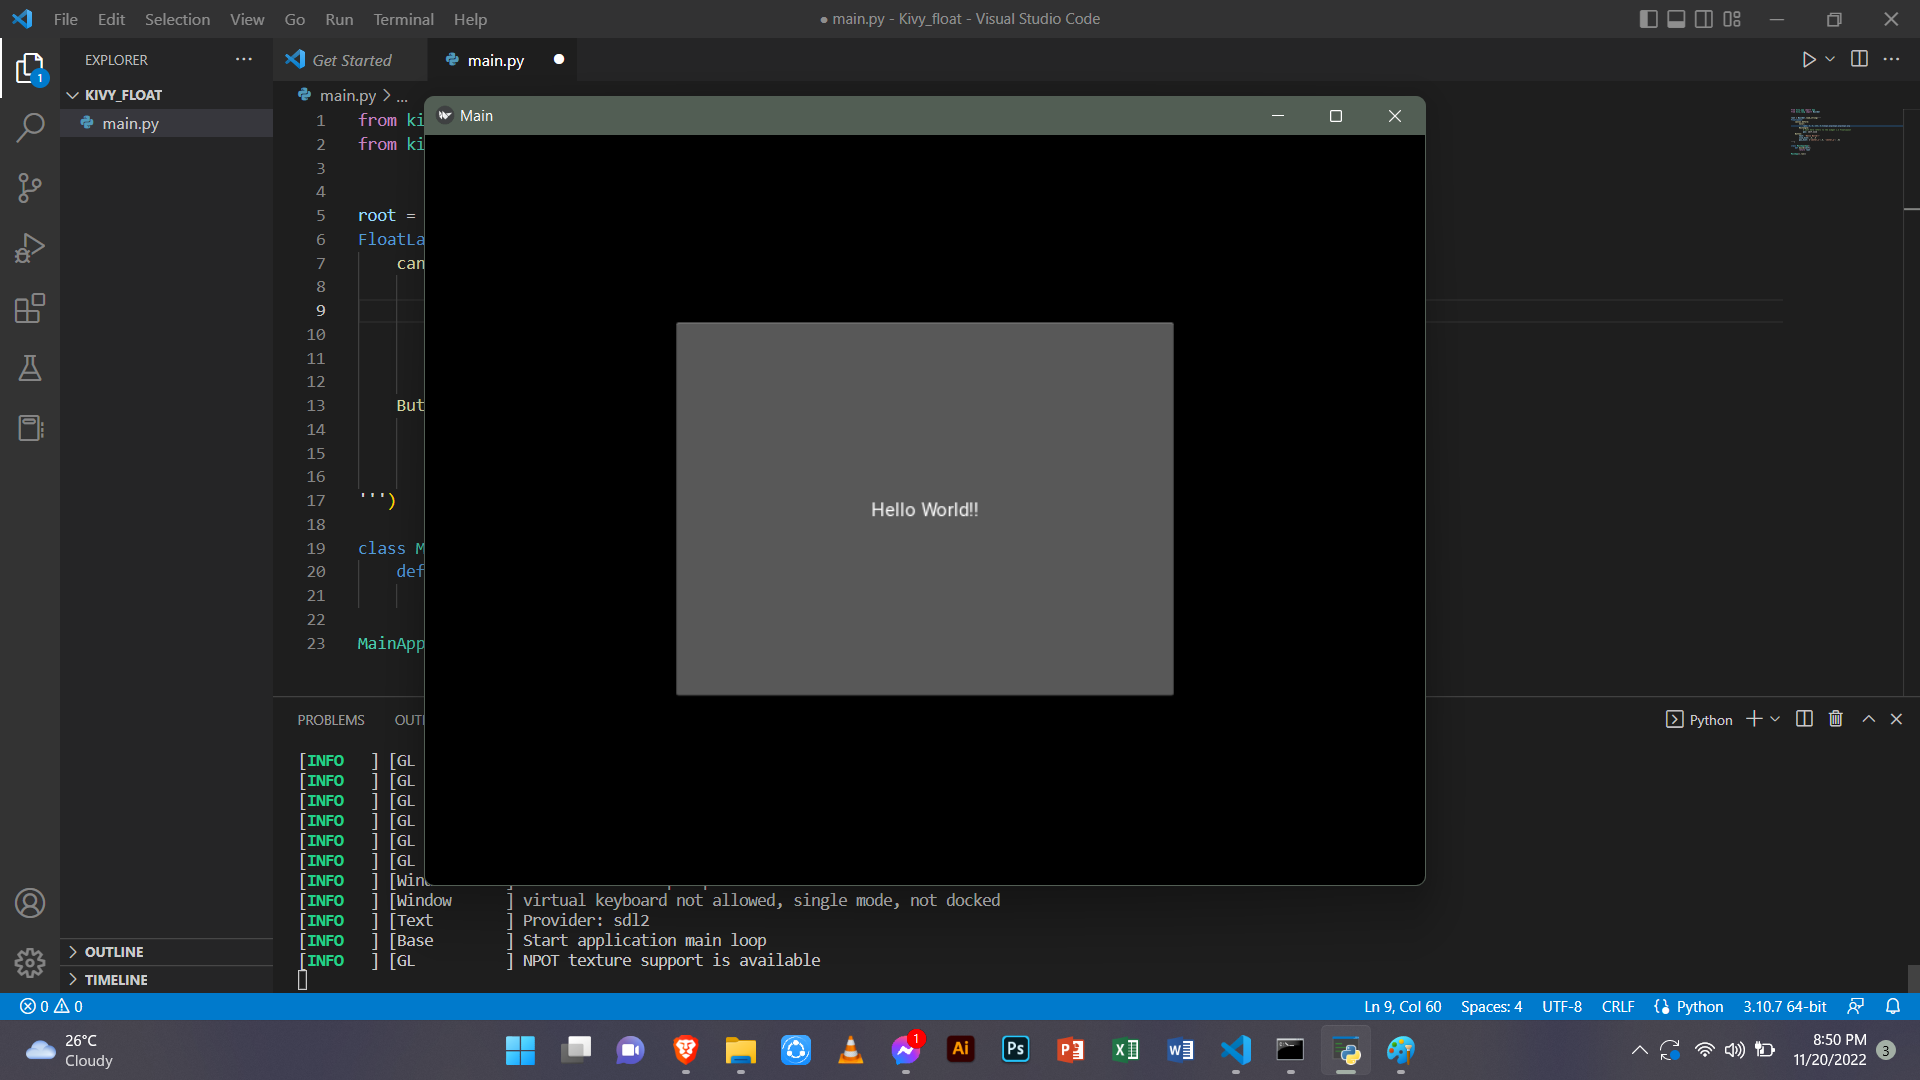 File Edit Selection View Go Run Terminal Help
● main.py - Kivy_float - Visual Studio Code
EXPLORER
Get Started
main.py
KIVY_FLOAT
main.py
main.py > ...
Main
1 from ki
2 from ki
3
4
5 root =
6 FloatLa
7 can
8
9
10
11
12
13 But
14
15
16
17 ''')
18
19 class M
20 def
21
22
23 MainApp
Hello World!!
PROBLEMS OUT
Python
[INFO ] [GL
[INFO ] [GL
[INFO ] [GL
[INFO ] [GL
[INFO ] [GL
[INFO ] [GL
[INFO ] [Wind
[INFO ] [Window ] virtual keyboard not allowed, single mode, not docked
[INFO ] [Text ] Provider: sdl2
[INFO ] [Base ] Start application main loop
[INFO ] [GL ] NPOT texture support is available
OUTLINE
TIMELINE
0 0
Ln 9, Col 60 Spaces: 4 UTF-8 CRLF Python 3.10.7 64-bit
26°C
Cloudy
1
1
Ai
Ps
8:50 PM
11/20/2022
3